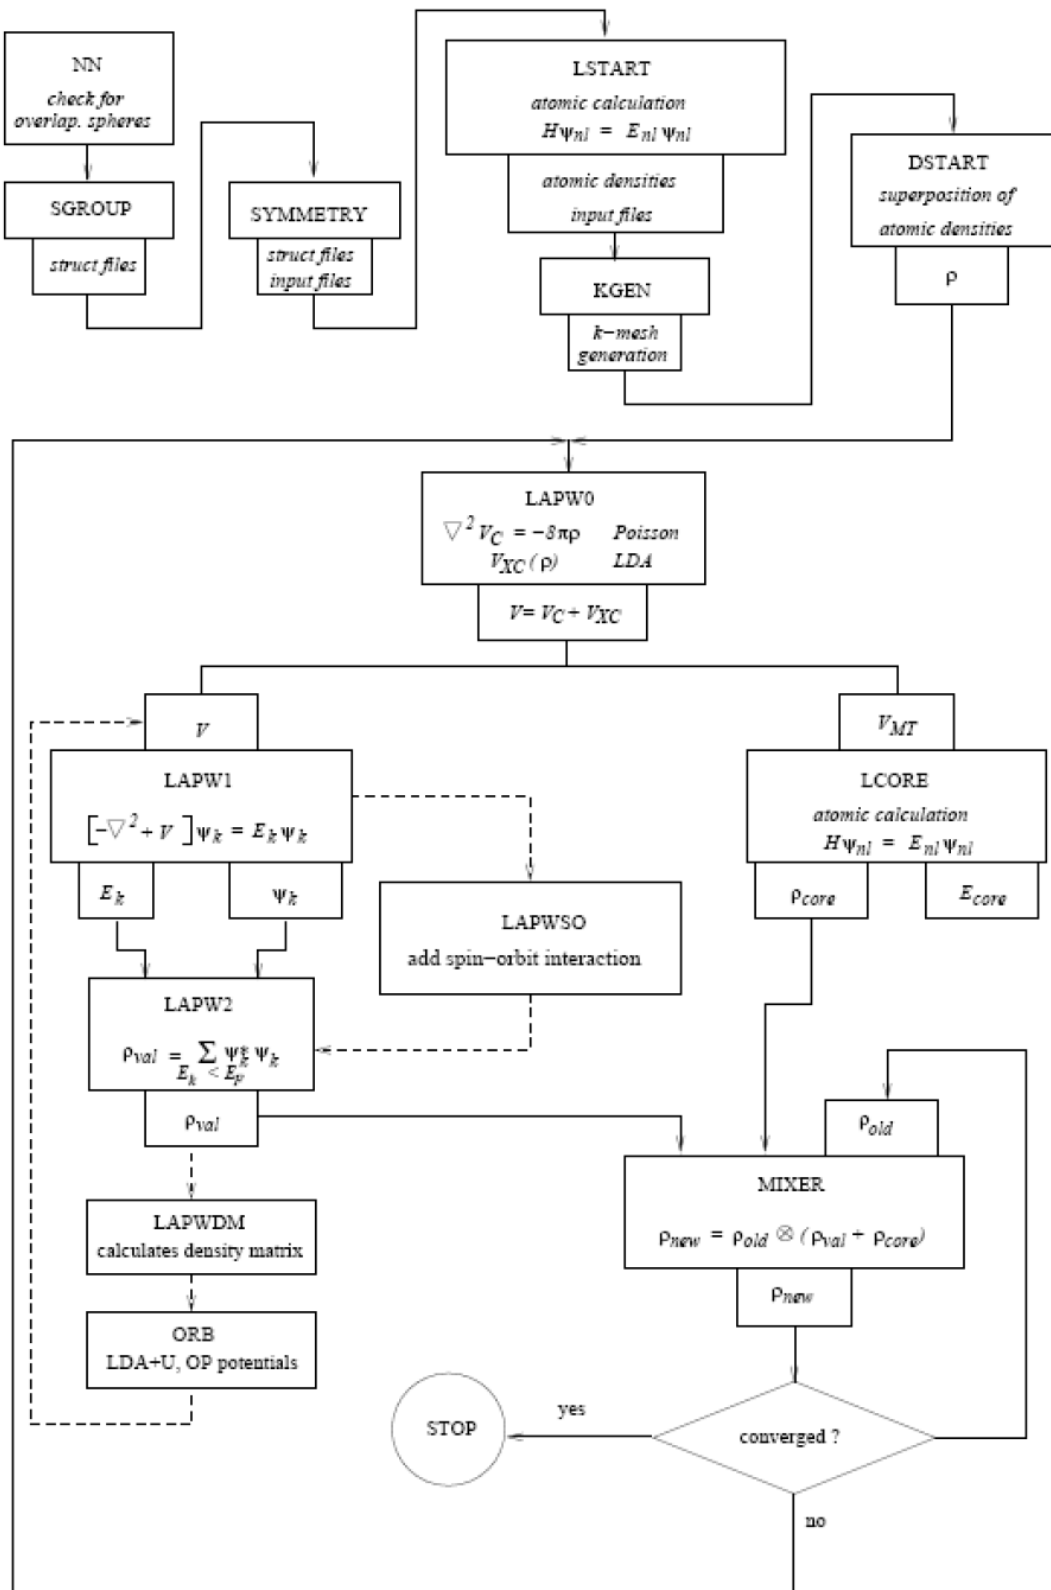 NN
check for
overlap. spheres
SGROUP
struct files
SYMMETRY
struct files
input files
LSTART
atomic calculation
Hψnl = Enl ψnl
atomic densities
input files
KGEN
k−mesh
generation
DSTART
superposition of
atomic densities
ρ
LAPW0
▽² VC = −8πρ Poisson
VXC(ρ) LDA
V= VC + VXC
V
LAPW1
[−▽² + V ]ψk = Ek ψk
Ek
ψk
VMT
LCORE
atomic calculation
Hψnl = Enl ψnl
ρcore
Ecore
LAPWSO
add spin−orbit interaction
LAPW2
ρval = Σ ψk* ψk
Ek < EF
ρval
ρold
MIXER
ρnew = ρold ⊗ (ρval + ρcore)
ρnew
LAPWDM
calculates density matrix
ORB
LDA+U, OP potentials
STOP
yes
converged ?
no